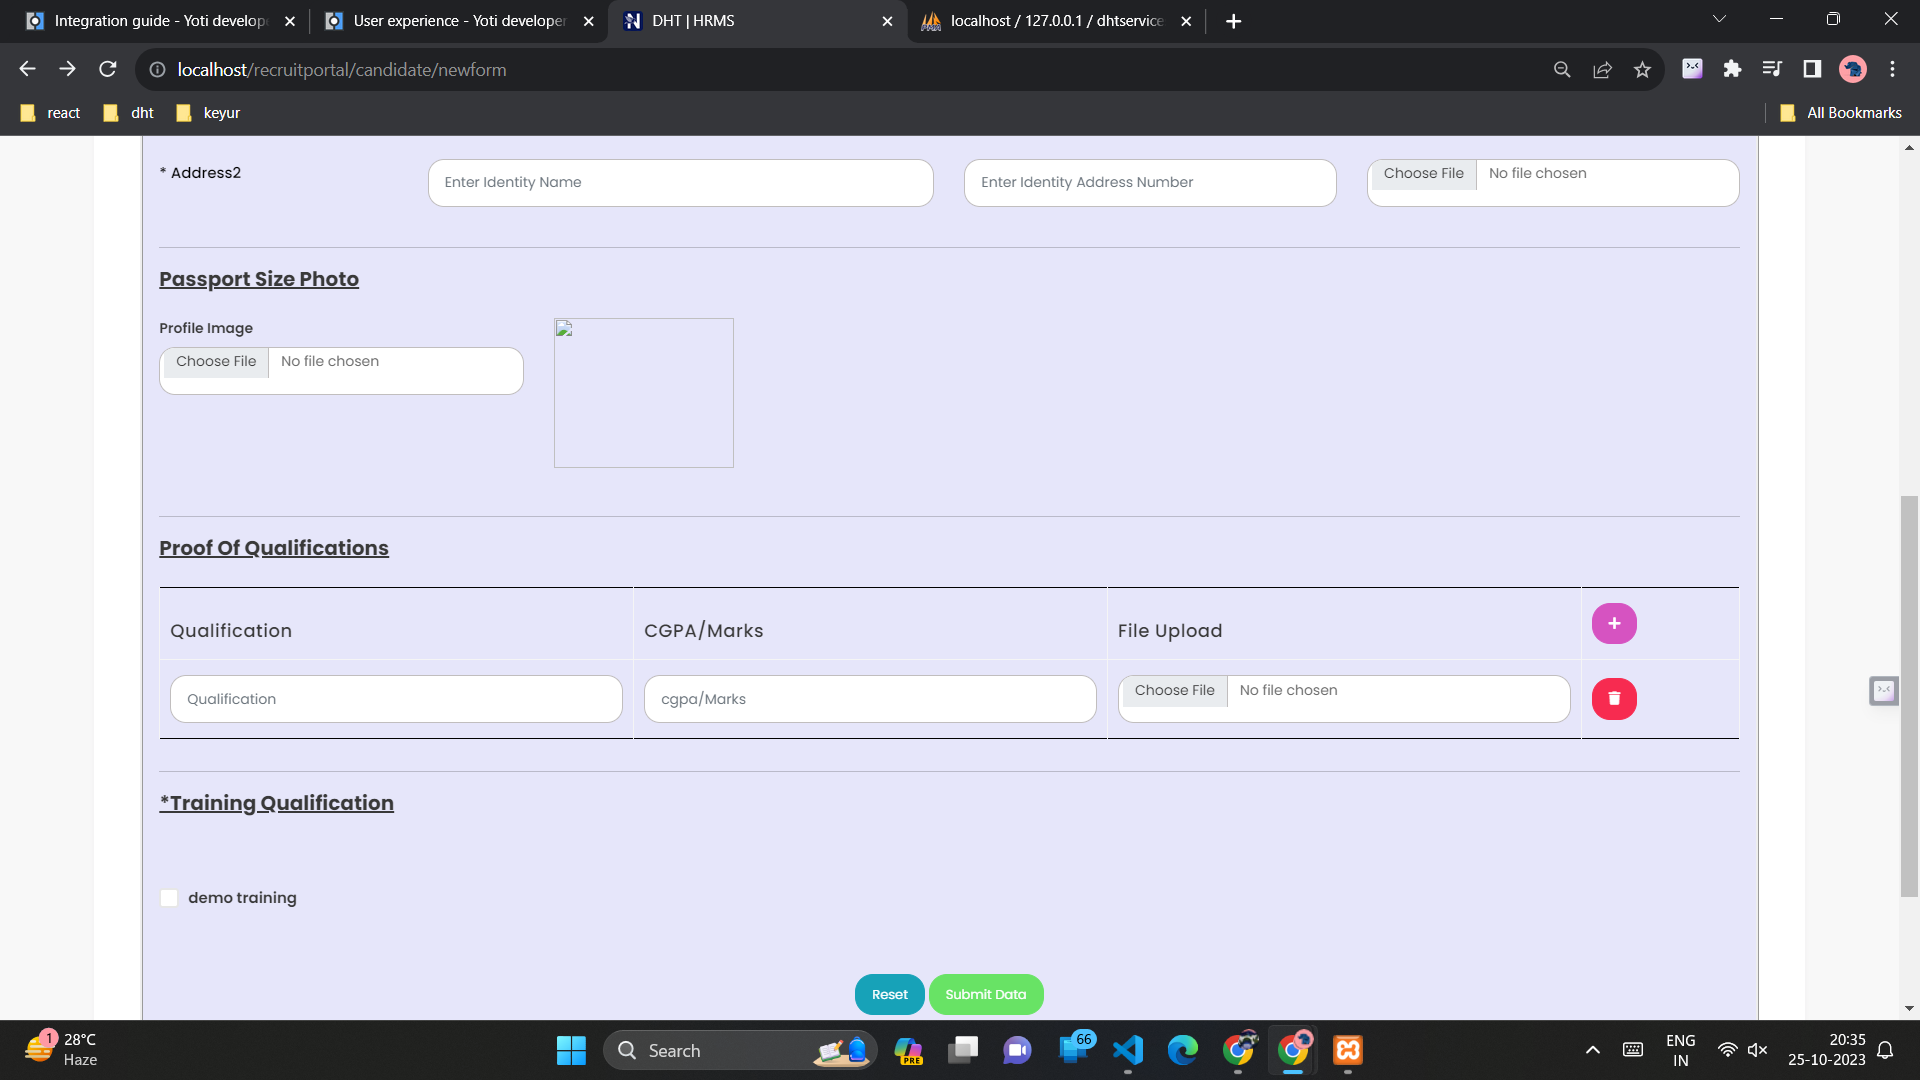 Integration guide - Yoti develop
User experience - Yoti developer
DHT | HRMS
localhost / 127.0.0.1 / dhtservice
localhost/recruitportal/candidate/newform
react
dht
keyur
All Bookmarks
* Address2
Enter Identity Name
Enter Identity Address Number
Choose File
No file chosen
Passport Size Photo
Profile Image
Choose File
No file chosen
Proof Of Qualifications
Qualification
CGPA/Marks
File Upload
+
Qualification
cgpa/Marks
Choose File
No file chosen
*Training Qualification
demo training
Reset
Submit Data
1
28°C
Haze
Search
PRE
66
ENG
IN
20:35
25-10-2023